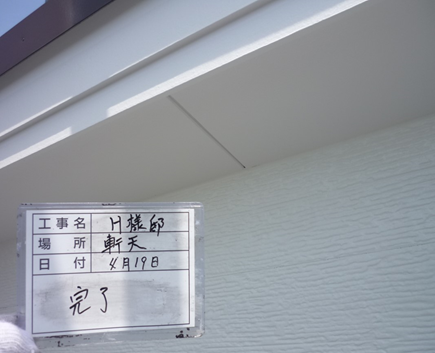 工事名 H様邸
場所 軒天
日付 4月19日
完了